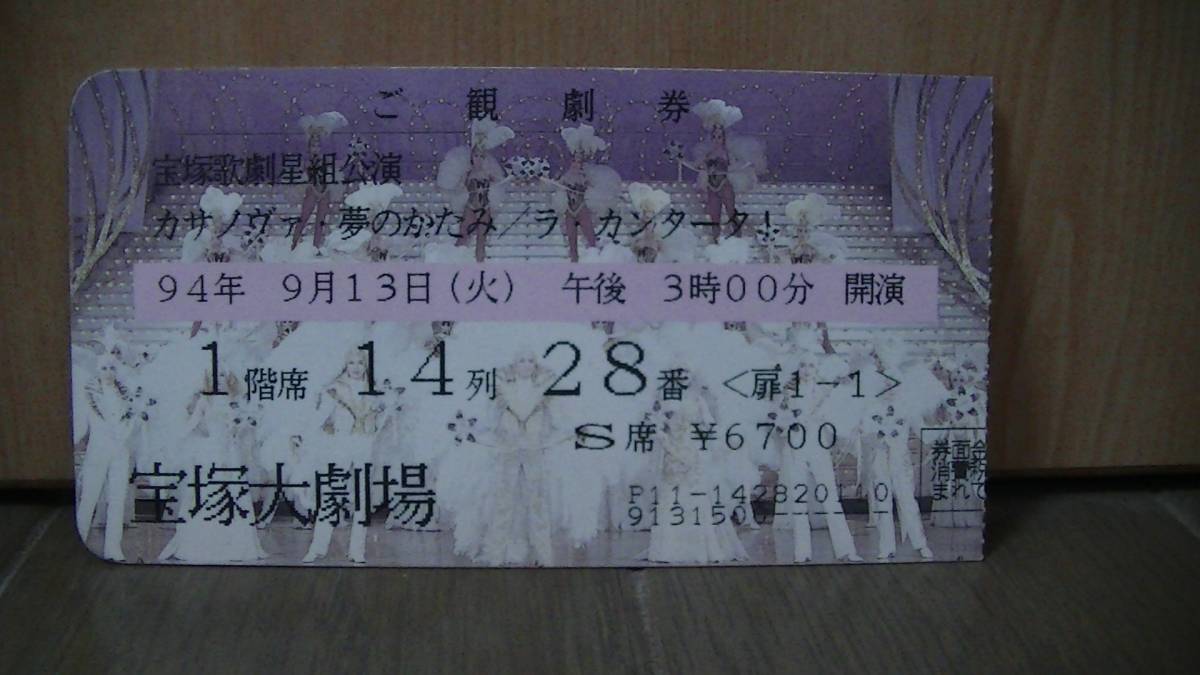 ご観劇券
宝塚歌劇星組公演
カサノヴァ・夢のかたみ／ラ・カンタータ！
９４年 ９月１３日（火） 午後 ３時００分 開演
１階席 １４列 ２８番 ＜扉１−１＞
Ｓ席 ￥６７００
宝塚大劇場
P11-1428201 0
9131500